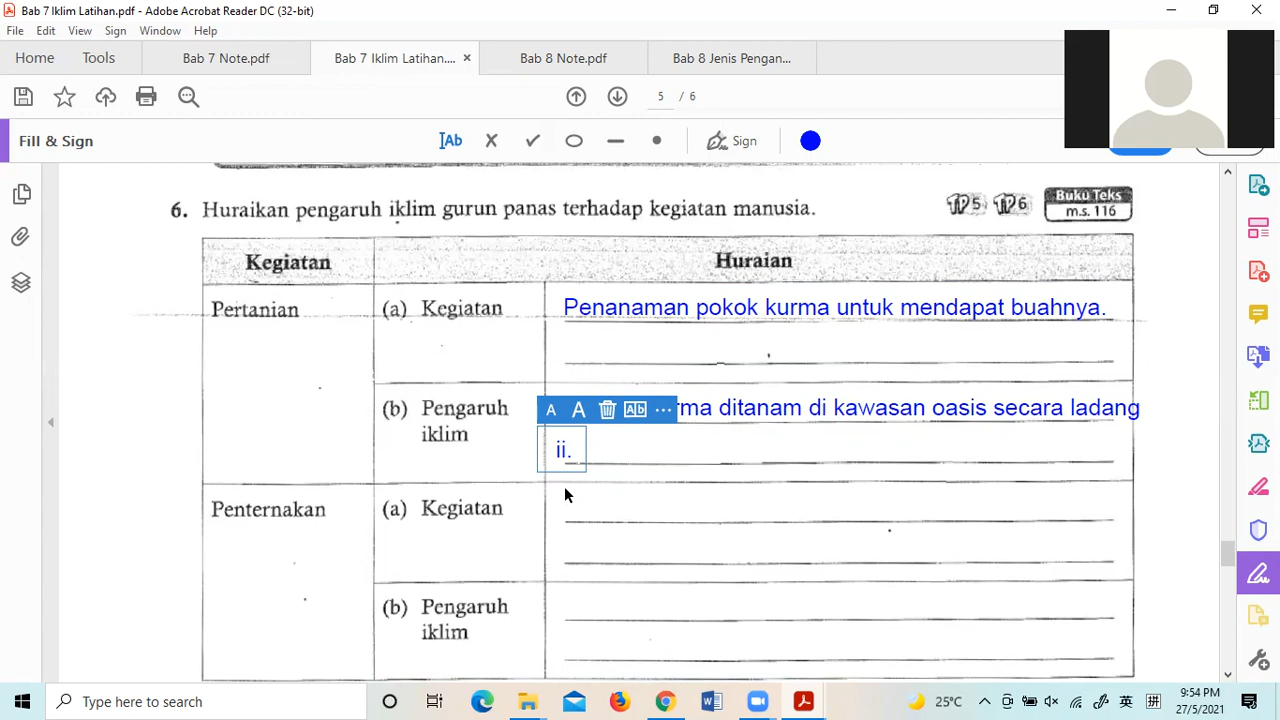 Bab 7 Iklim Latihan.pdf - Adobe Acrobat Reader DC (32-bit)
File Edit View Sign Window Help
Home Tools Bab 7 Note.pdf Bab 7 Iklim Latihan.... × Bab 8 Note.pdf Bab 8 Jenis Pengan...
5 / 6
Fill & Sign Ab Sign
6. Huraikan pengaruh iklim gurun panas terhadap kegiatan manusia. TP5 TP6 Buku Teks
m.s. 116
Kegiatan Huraian
Pertanian (a) Kegiatan Penanaman pokok kurma untuk mendapat buahnya.
(b) Pengaruh A A Ab ... rma ditanam di kawasan oasis secara ladang
iklim ii.
Penternakan (a) Kegiatan
(b) Pengaruh
iklim
Type here to search 25°C 英 拼 9:54 PM
27/5/2021